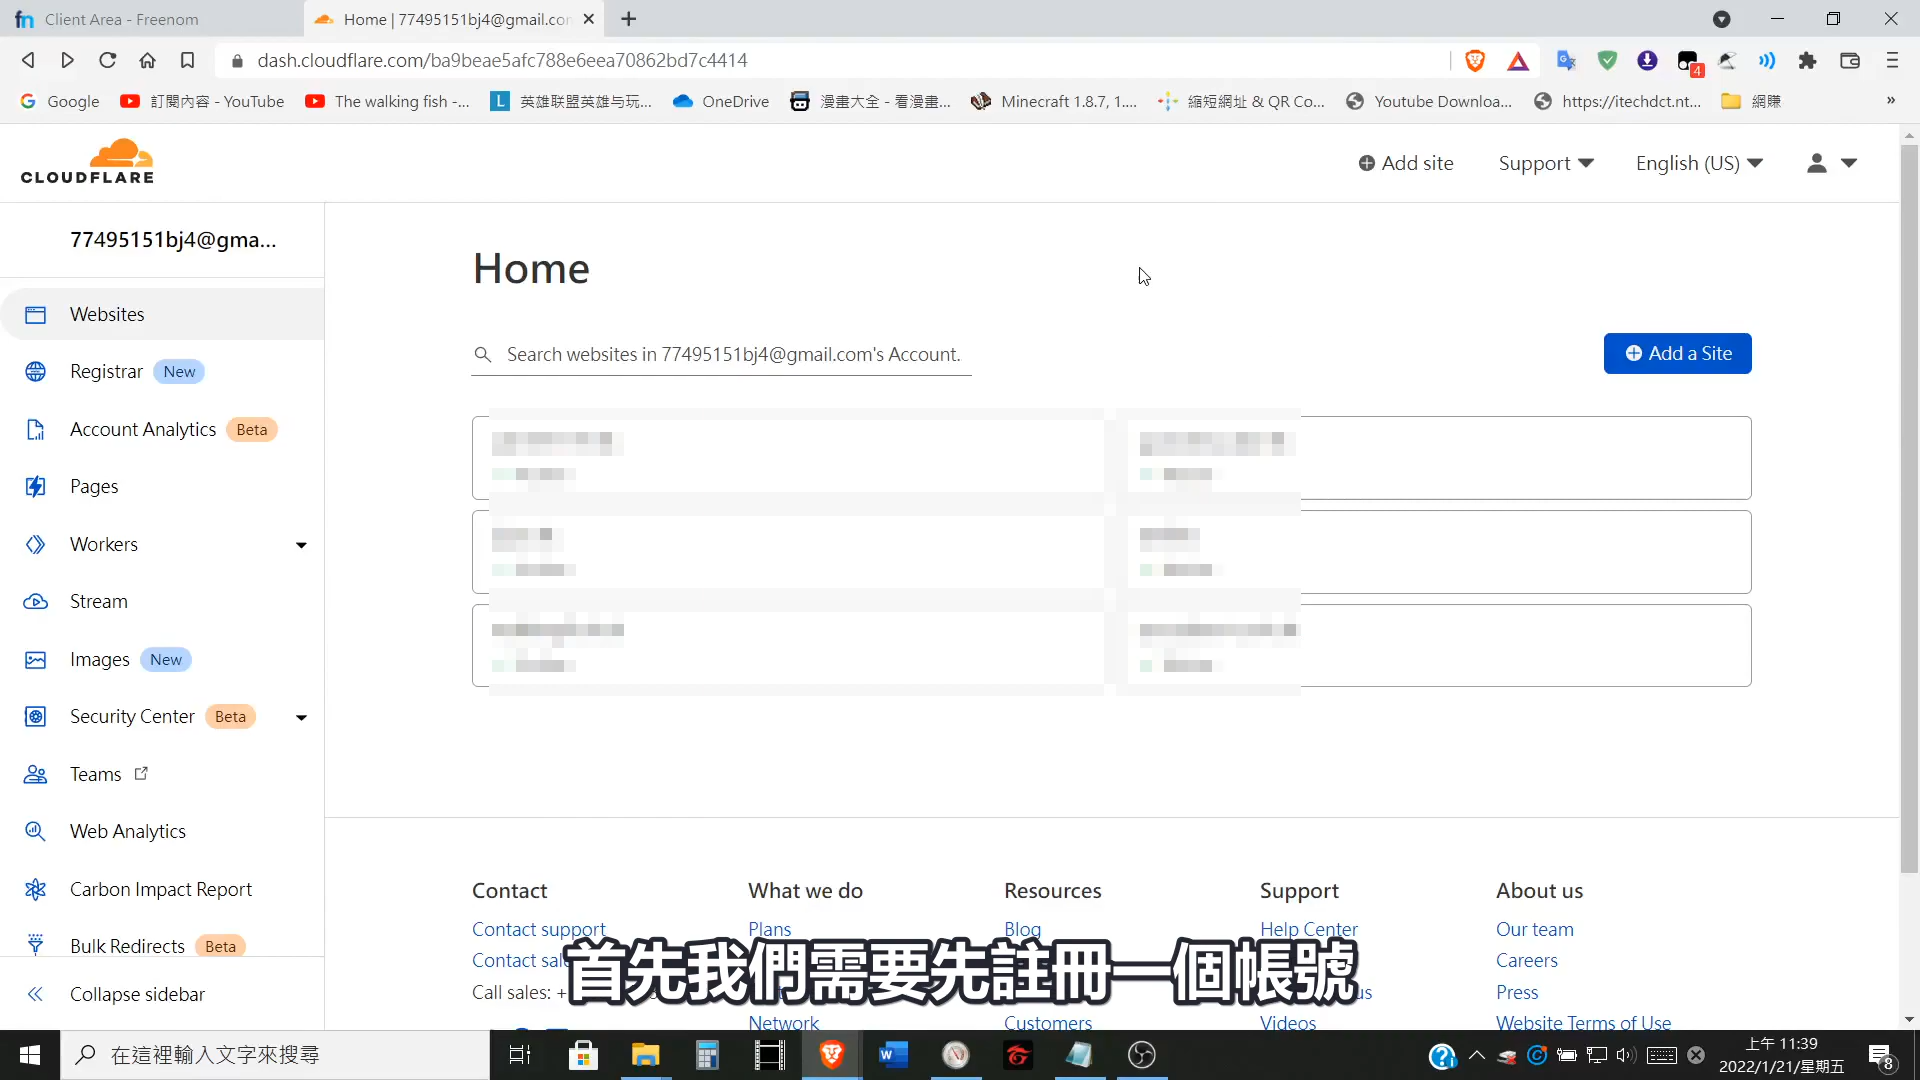 Client Area - Freenom
Home | 77495151bj4@gmail.co
dash.cloudflare.com/ba9beae5afc788e6eea70862bd7c4414
4
Google
訂閱內容 - YouTube
The walking fish -...
英雄联盟英雄与玩...
OneDrive
漫畫大全 - 看漫畫...
Minecraft 1.8.7, 1....
縮短網址 & QR Co...
Youtube Downloa...
https://itechdct.nt...
網賺
»
CLOUDFLARE
Add site
Support
English (US)
77495151bj4@gma...
Home
Websites
Search websites in 77495151bj4@gmail.com's Account.
Add a Site
Registrar New
Account Analytics Beta
Pages
Workers
Stream
Images New
Security Center Beta
Teams
Web Analytics
Carbon Impact Report
Bulk Redirects Beta
Collapse sidebar
Contact
What we do
Resources
Support
About us
Contact support
Plans
Blog
Help Center
Our team
Contact
Careers
Call sales: +
Press
Network
Customers
Videos
Website Terms of Use
首先我們需要先註冊一個帳號
在這裡輸入文字來搜尋
上午 11:39
2022/1/21/星期五
8